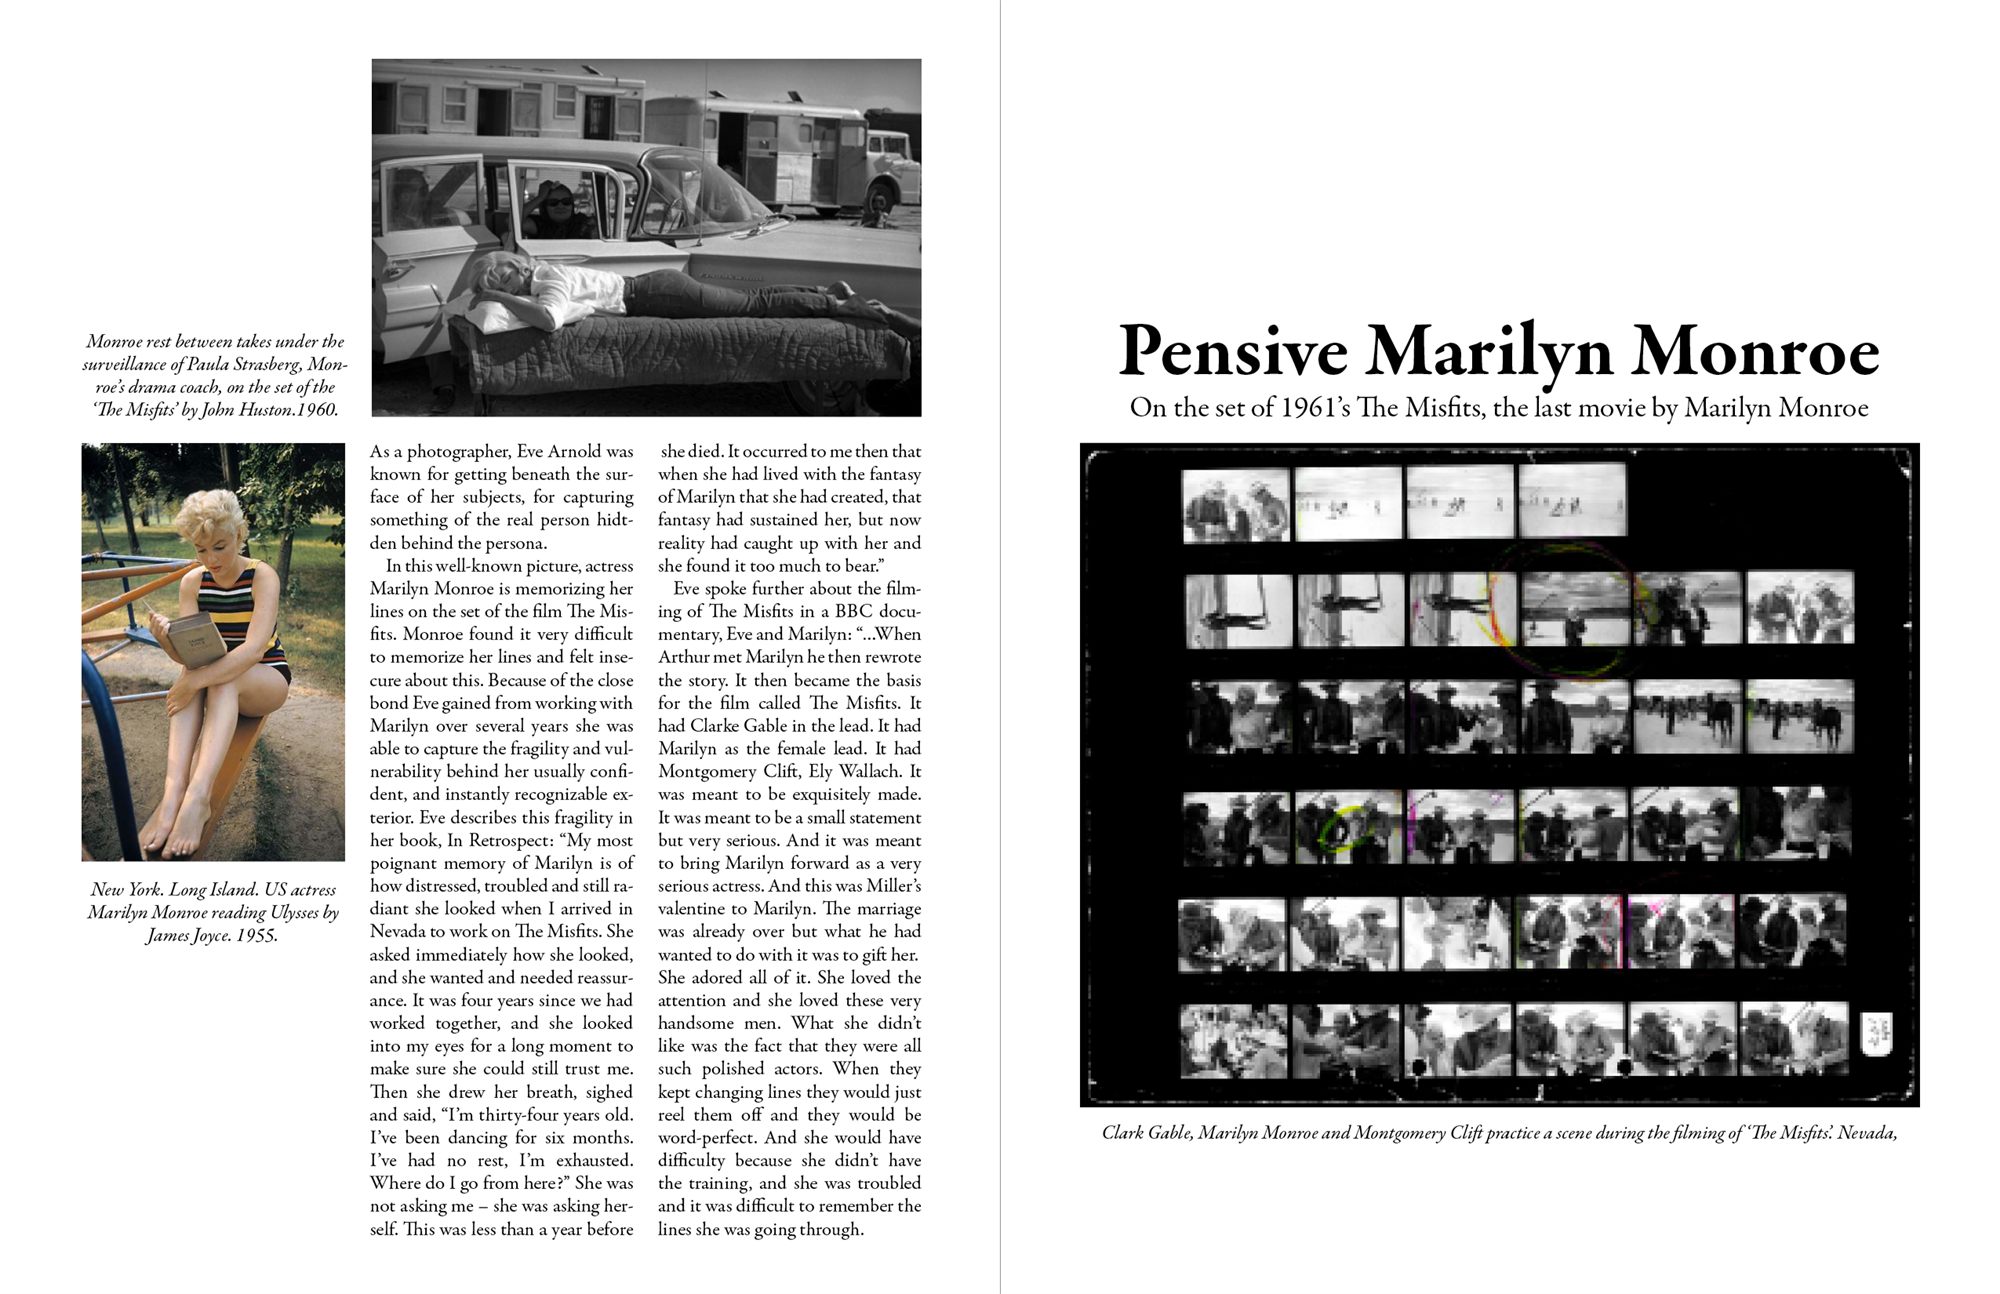 Monroe rest between takes under the
surveillance of Paula Strasberg, Mon-
roe's drama coach, on the set of the
'The Misfits' by John Huston.1960.
New York. Long Island. US actress
Marilyn Monroe reading Ulysses by
James Joyce. 1955.
As a photographer, Eve Arnold was
known for getting beneath the sur-
face of her subjects, for capturing
something of the real person hidt-
den behind the persona.
In this well-known picture, actress
Marilyn Monroe is memorizing her
lines on the set of the film The Mis-
fits. Monroe found it very difficult
to memorize her lines and felt inse-
cure about this. Because of the close
bond Eve gained from working with
Marilyn over several years she was
able to capture the fragility and vul-
nerability behind her usually confi-
dent, and instantly recognizable ex-
terior. Eve describes this fragility in
her book, In Retrospect: “My most
poignant memory of Marilyn is of
how distressed, troubled and still ra-
diant she looked when I arrived in
Nevada to work on The Misfits. She
asked immediately how she looked,
and she wanted and needed reassur-
ance. It was four years since we had
worked together, and she looked
into my eyes for a long moment to
make sure she could still trust me.
Then she drew her breath, sighed
and said, “I’m thirty-four years old.
I’ve been dancing for six months.
I’ve had no rest, I’m exhausted.
Where do I go from here?” She was
not asking me – she was asking her-
self. This was less than a year before
she died. It occurred to me then that
when she had lived with the fantasy
of Marilyn that she had created, that
fantasy had sustained her, but now
reality had caught up with her and
she found it too much to bear.”
Eve spoke further about the film-
ing of The Misfits in a BBC docu-
mentary, Eve and Marilyn: “...When
Arthur met Marilyn he then rewrote
the story. It then became the basis
for the film called The Misfits. It
had Clarke Gable in the lead. It had
Marilyn as the female lead. It had
Montgomery Clift, Ely Wallach. It
was meant to be exquisitely made.
It was meant to be a small statement
but very serious. And it was meant
to bring Marilyn forward as a very
serious actress. And this was Miller’s
valentine to Marilyn. The marriage
was already over but what he had
wanted to do with it was to gift her.
She adored all of it. She loved the
attention and she loved these very
handsome men. What she didn’t
like was the fact that they were all
such polished actors. When they
kept changing lines they would just
reel them off and they would be
word-perfect. And she would have
difficulty because she didn’t have
the training, and she was troubled
and it was difficult to remember the
lines she was going through.
Pensive Marilyn Monroe
On the set of 1961’s The Misfits, the last movie by Marilyn Monroe
Clark Gable, Marilyn Monroe and Montgomery Clift practice a scene during the filming of ‘The Misfits’. Nevada,